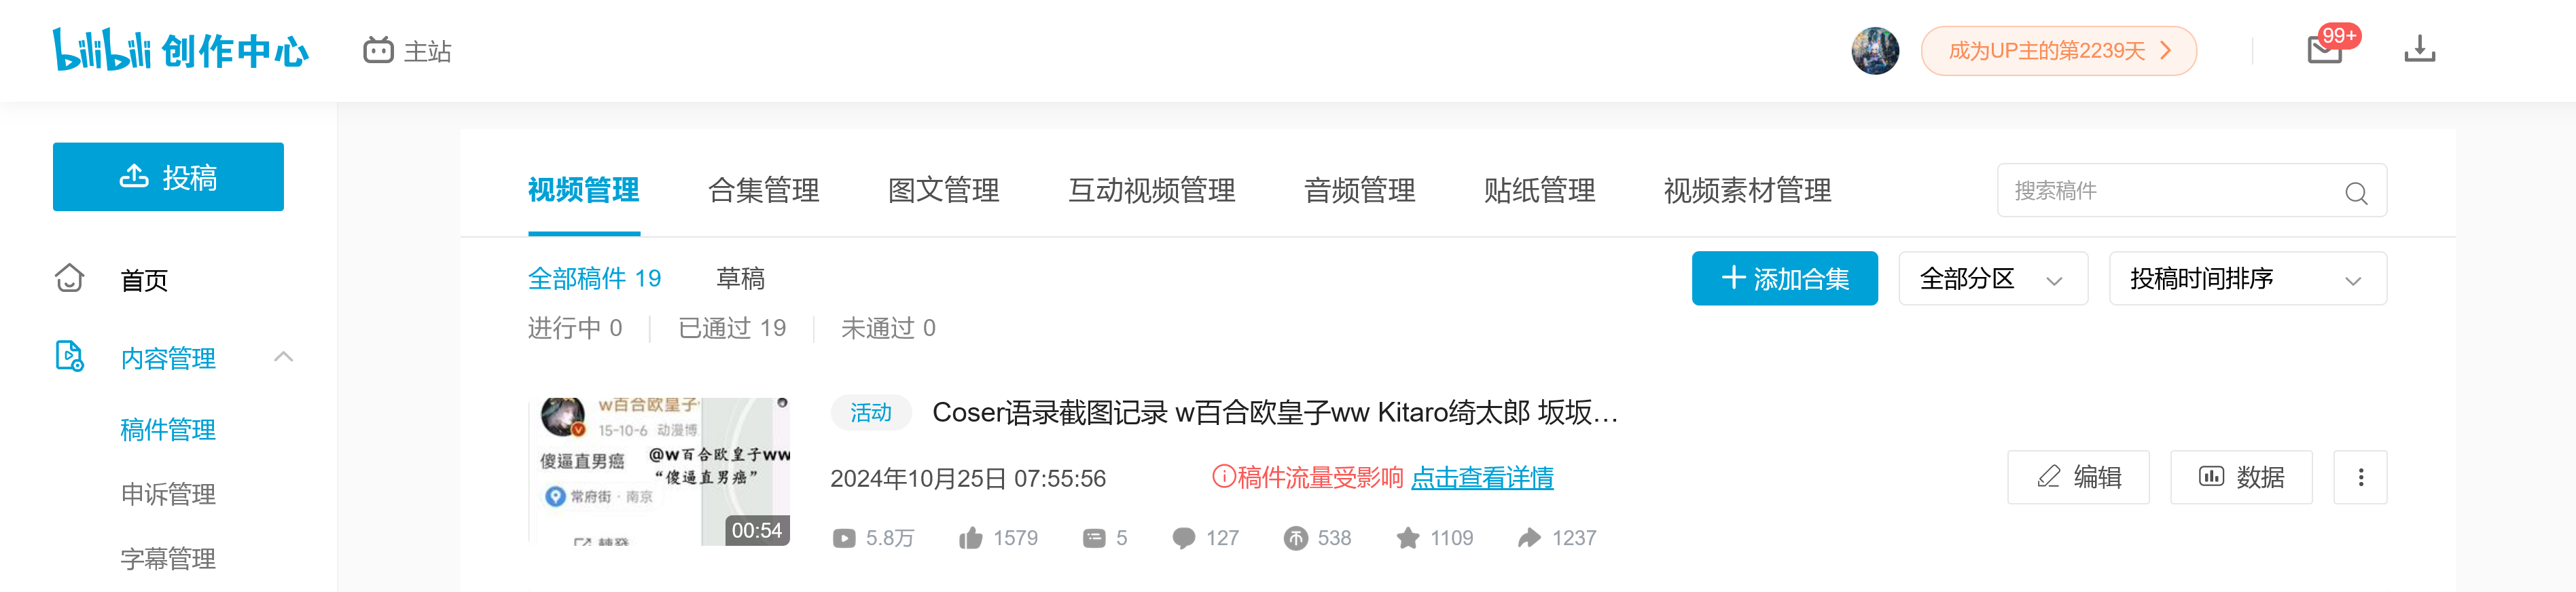 bilibili 创作中心
主站
成为UP主的第2239天
99+
投稿
首页
内容管理
稿件管理
申诉管理
字幕管理
视频管理 合集管理 图文管理 互动视频管理 音频管理 贴纸管理 视频素材管理
搜索稿件
全部稿件 19 草稿
添加合集 全部分区 投稿时间排序
进行中 0 已通过 19 未通过 0
w百合欧皇子
15-10-6 动漫博
傻逼直男癌
@w百合欧皇子ww
“傻逼直男癌”
常府街·南京
00:54
活动 Coser语录截图记录 w百合欧皇子ww Kitaro绮太郎 坂坂…
2024年10月25日 07:55:56 稿件流量受影响 点击查看详情
编辑 数据
5.8万 1579 5 127 538 1109 1237